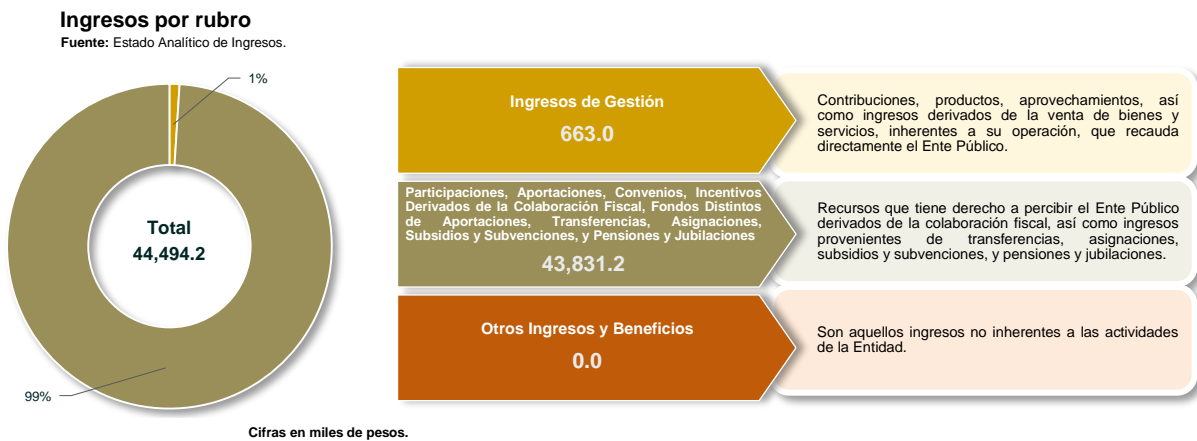 Ingresos por rubro
Fuente: Estado Analítico de Ingresos.
1%
Total
44,494.2
99%
Ingresos de Gestión
663.0
Contribuciones, productos, aprovechamientos, así
como ingresos derivados de la venta de bienes y
servicios, inherentes a su operación, que recauda
directamente el Ente Público.
Participaciones, Aportaciones, Convenios, Incentivos
Derivados de la Colaboración Fiscal, Fondos Distintos
de Aportaciones, Transferencias, Asignaciones,
Subsidios y Subvenciones, y Pensiones y Jubilaciones
43,831.2
Recursos que tiene derecho a percibir el Ente Público
derivados de la colaboración fiscal, así como ingresos
provenientes de transferencias, asignaciones,
subsidios y subvenciones, y pensiones y jubilaciones.
Otros Ingresos y Beneficios
0.0
Son aquellos ingresos no inherentes a las actividades
de la Entidad.
Cifras en miles de pesos.